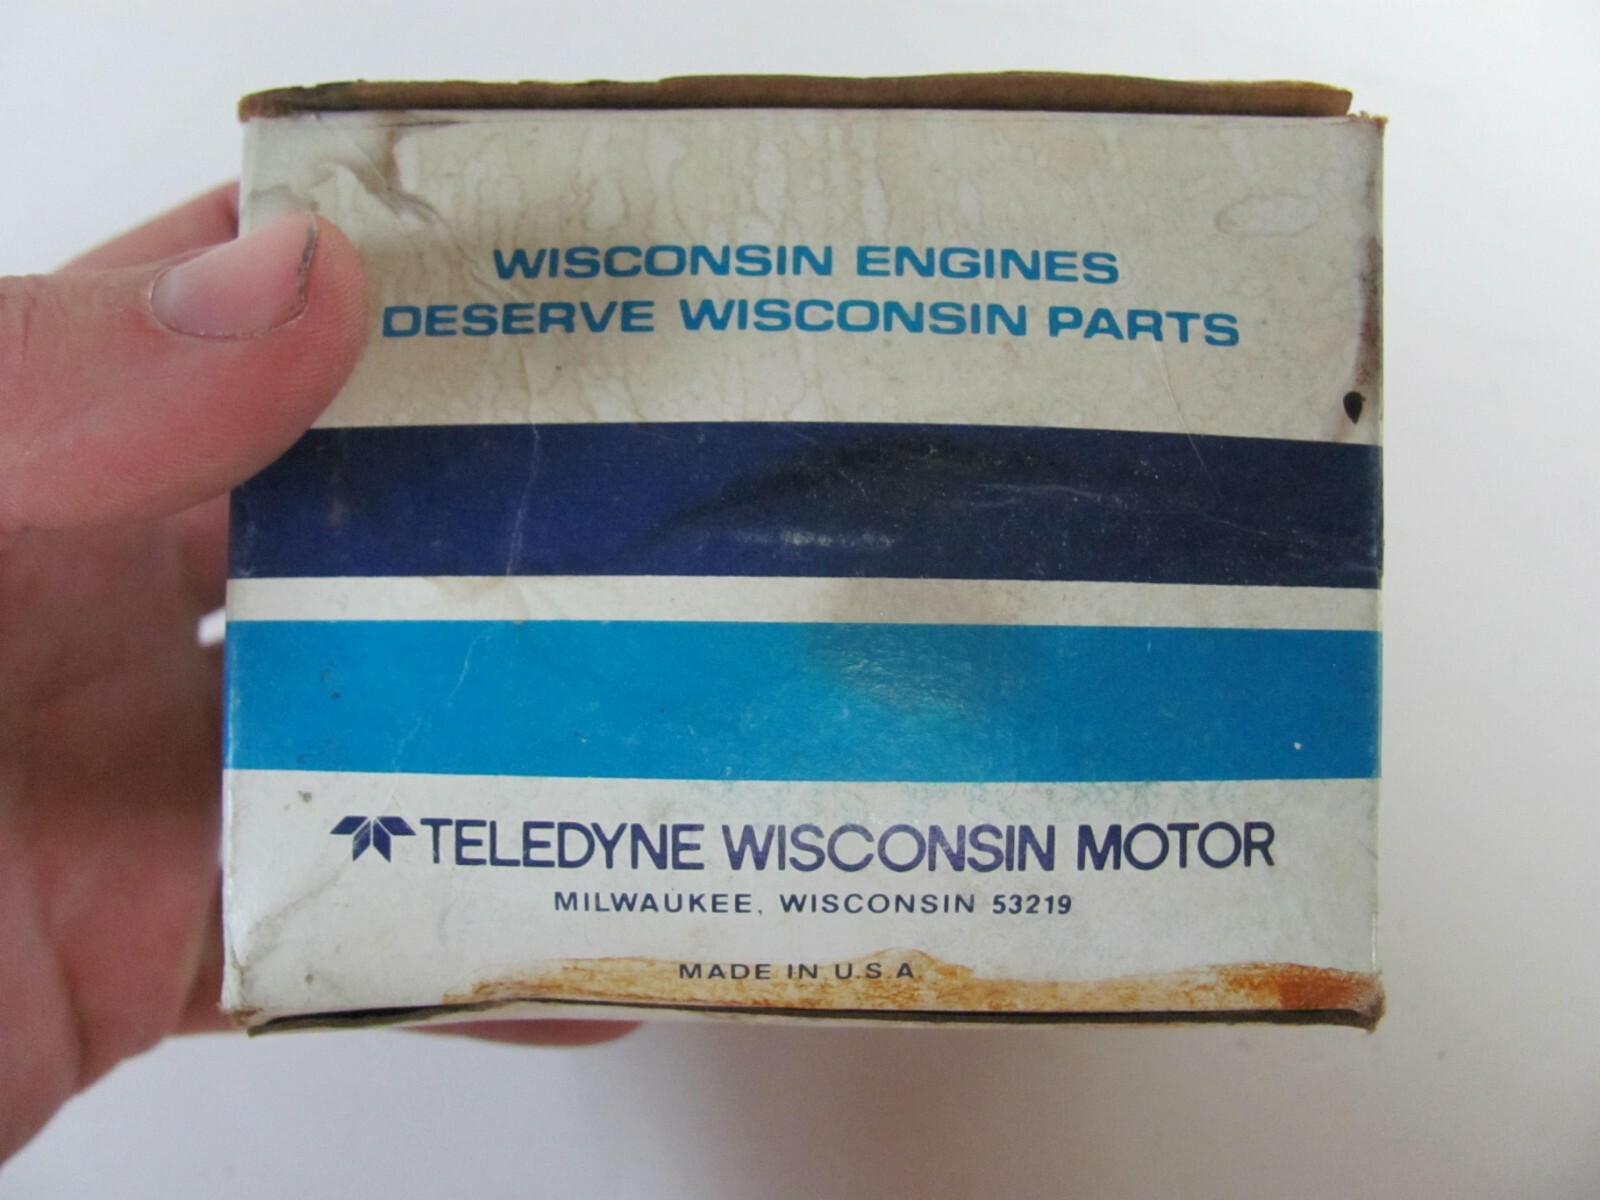 WISCONSIN ENGINES
DESERVE WISCONSIN PARTS
TELEDYNE WISCONSIN MOTOR
MILWAUKEE, WISCONSIN 53219
MADE IN U.S.A.